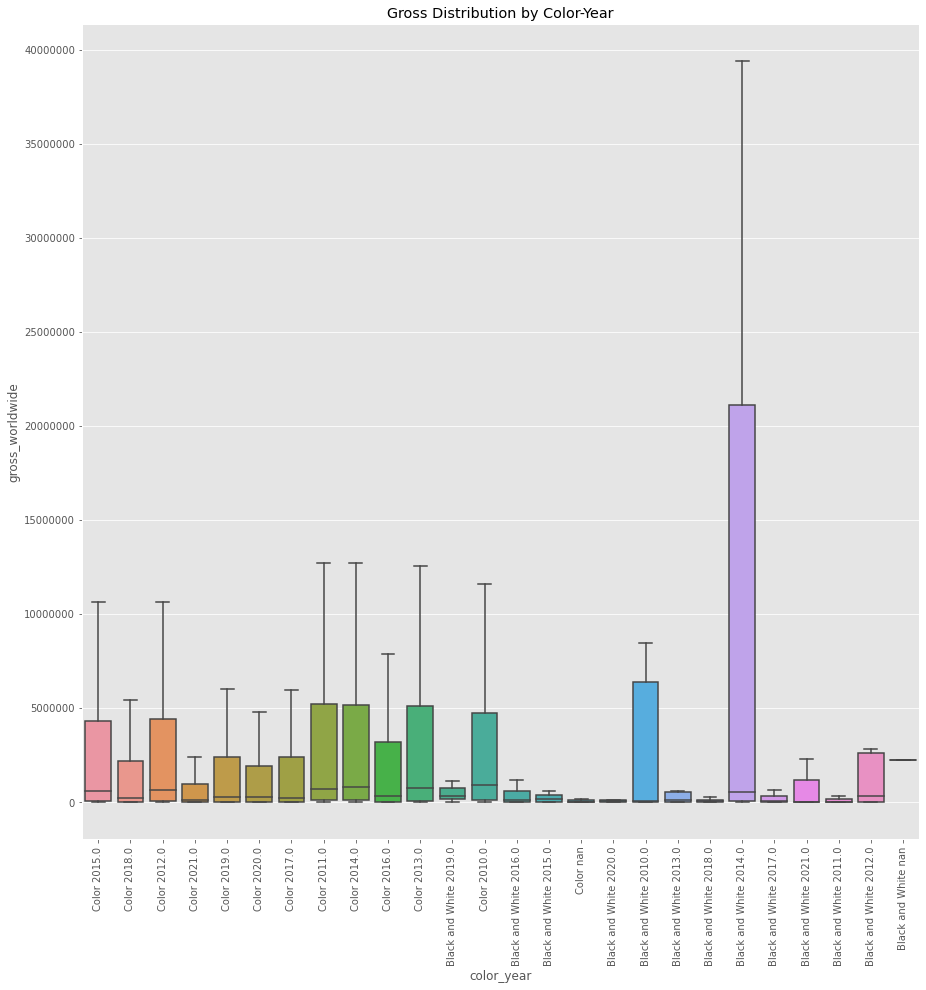 Gross Distribution by Color-Year
40000000
35000000
30000000
25000000
20000000
15000000
10000000
5000000
0
gross_worldwide
Color 2015.0
Color 2018.0
Color 2012.0
Color 2021.0
Color 2019.0
Color 2020.0
Color 2017.0
Color 2011.0
Color 2014.0
Color 2016.0
Color 2013.0
Black and White 2019.0
Color 2010.0
Black and White 2016.0
Black and White 2015.0
Color nan
Black and White 2020.0
Black and White 2010.0
Black and White 2013.0
Black and White 2018.0
Black and White 2014.0
Black and White 2017.0
Black and White 2021.0
Black and White 2011.0
Black and White 2012.0
Black and White nan
color_year